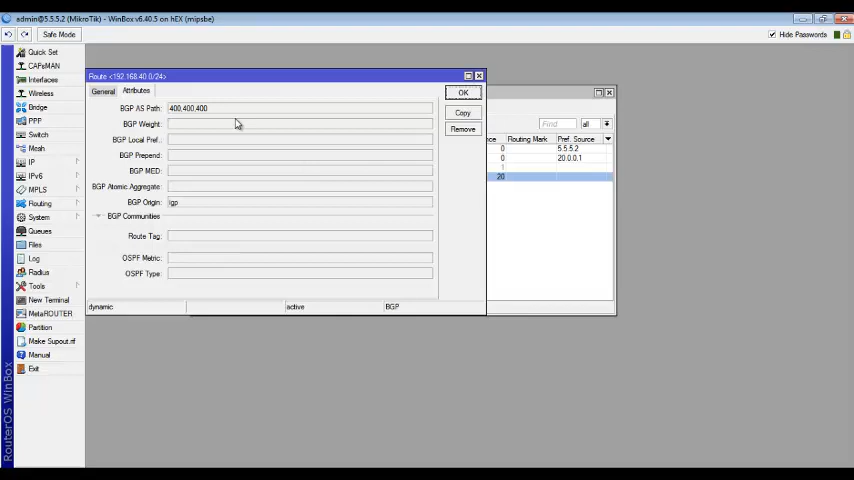 admin@5.5.5.2 (MikroTik) - WinBox v6.40.5 on hEX (mipsbe)
Safe Mode
Hide Passwords
Quick Set
CAPsMAN
Interfaces
Wireless
Bridge
PPP
Switch
Mesh
IP
IPv6
MPLS
Routing
System
Queues
Files
Log
Radius
Tools
New Terminal
MetaROUTER
Partition
Make Supout.rif
Manual
Exit
RouterOS WinBox
Route <192.168.40.0/24>
General
Attributes
BGP AS Path: 400,400,400
BGP Weight:
BGP Local Pref.:
BGP Prepend:
BGP MED:
BGP Atomic Aggregate:
BGP Origin: igp
BGP Communities
Route Tag:
OSPF Metric:
OSPF Type:
dynamic
active
BGP
OK
Copy
Remove
Find
all
nce
Routing Mark
Pref. Source
0
5.5.5.2
0
20.0.0.1
1
20